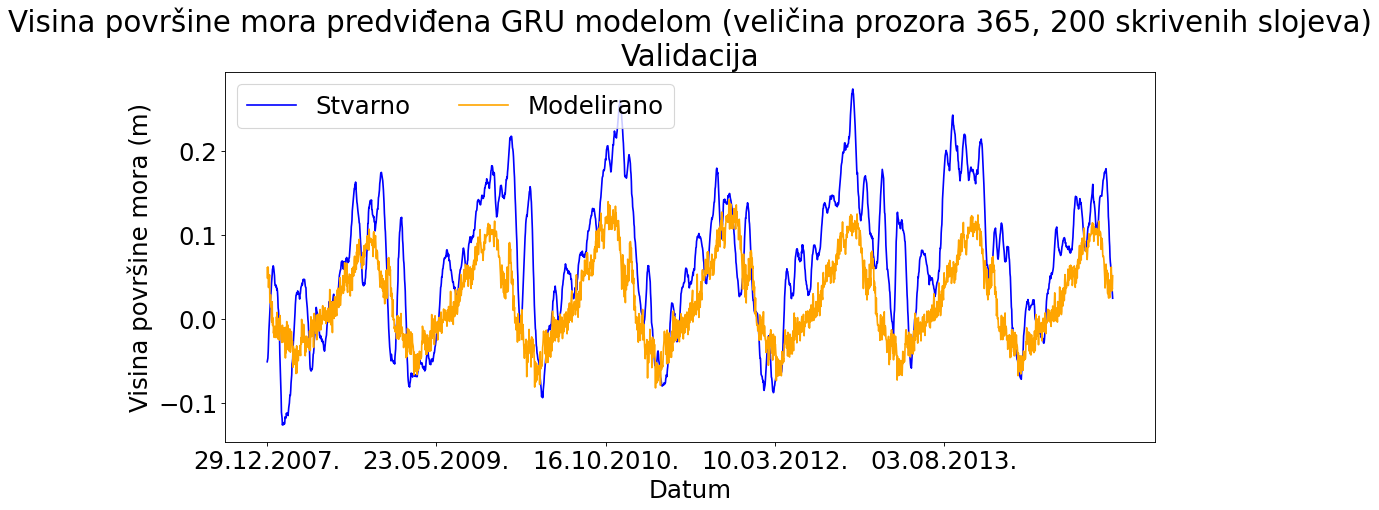 Visina površine mora predviđena GRU modelom (veličina prozora 365, 200 skrivenih slojeva)
Validacija
Stvarno
Modelirano
Visina površine mora (m)
0.2
0.1
0.0
−0.1
29.12.2007.
23.05.2009.
16.10.2010.
10.03.2012.
03.08.2013.
Datum